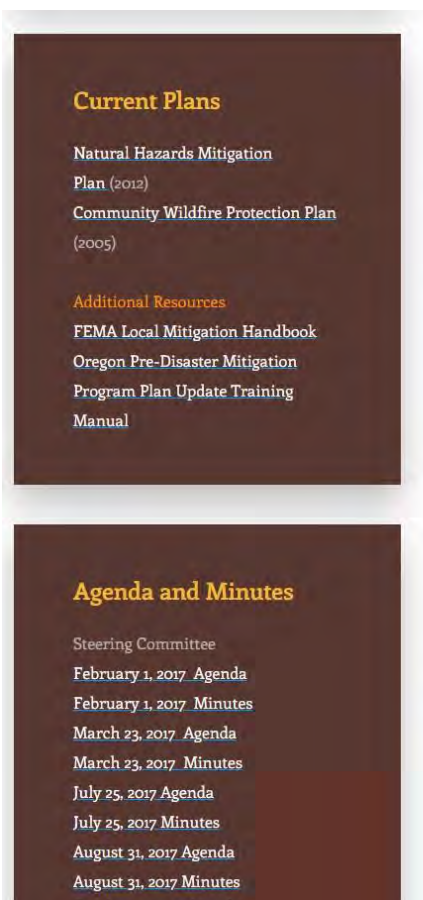 Current Plans
Natural Hazards Mitigation
Plan (2012)
Community Wildfire Protection Plan
(2005)
Additional Resources
FEMA Local Mitigation Handbook
Oregon Pre-Disaster Mitigation
Program Plan Update Training
Manual
Agenda and Minutes
Steering Committee
February 1, 2017  Agenda
February 1, 2017  Minutes
March 23, 2017  Agenda
March 23, 2017  Minutes
July 25, 2017 Agenda
July 25, 2017 Minutes
August 31, 2017 Agenda
August 31, 2017 Minutes